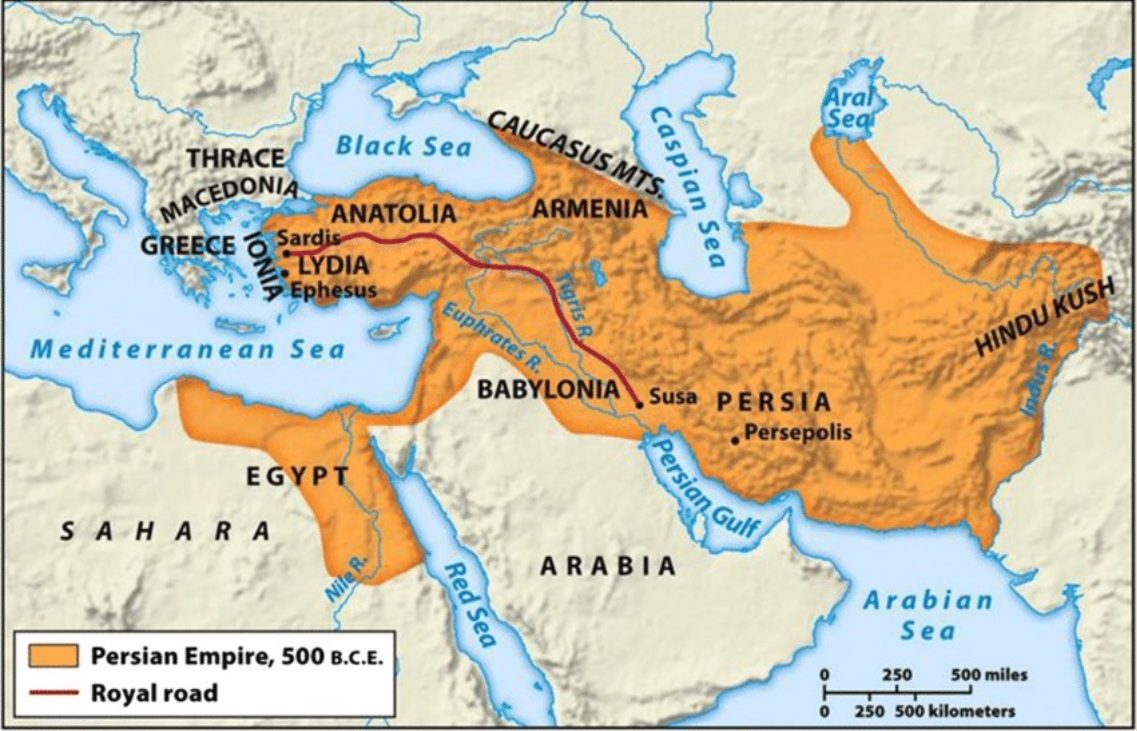 Aral
Sea
CAUCASUS MTS.
Caspian Sea
Black Sea
THRACE
MACEDONIA
ANATOLIA
ARMENIA
GREECE
IONIA
Sardis
LYDIA
Ephesus
Tigris R.
HINDU KUSH
Euphrates R.
Mediterranean Sea
Indus R.
BABYLONIA
Susa
PERSIA
Persepolis
EGYPT
Persian Gulf
SAHARA
ARABIA
Nile R.
Red Sea
Arabian
Sea
Persian Empire, 500 B.C.E.
Royal road
0 250 500 miles
0 250 500 kilometers